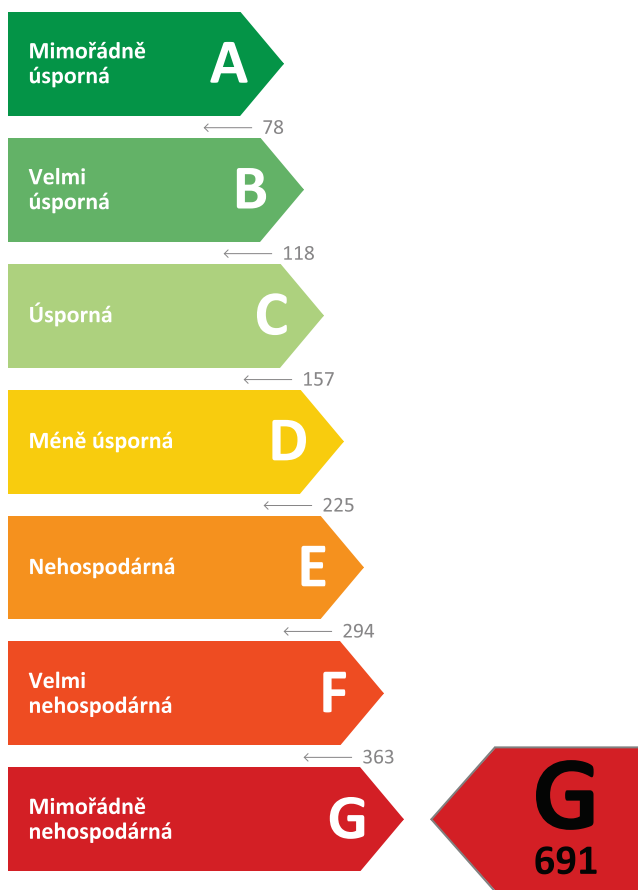 Mimořádně
úsporná
A
78
Velmi
úsporná
B
118
Úsporná
C
157
Méně úsporná
D
225
Nehospodárná
E
294
Velmi
nehospodárná
F
363
Mimořádně
nehospodárná
G
G
691